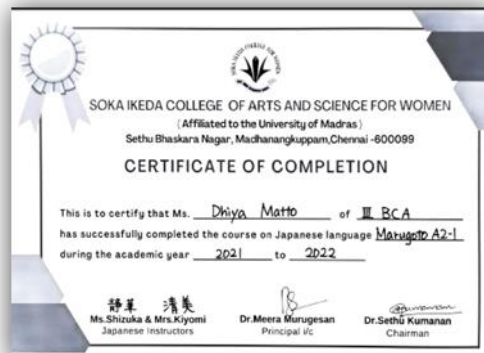 SOKA IKEDA COLLEGE OF ARTS AND SCIENCE FOR WOMEN
(Affiliated to the University of Madras)
Sethu Bhaskara Nagar, Madhanangkuppam,Chennai -600099
CERTIFICATE OF COMPLETION
This is to certify that Ms. Dhiya Matto of III BCA
has successfully completed the course on Japanese language Marugoto A2-1
during the academic year 2021 to 2022
静華 清美
Ms.Shizuka & Mrs.Kiyomi
Japanese Instructors
Dr.Meera Murugesan
Principal i/c
Dr.Sethu Kumanan
Chairman